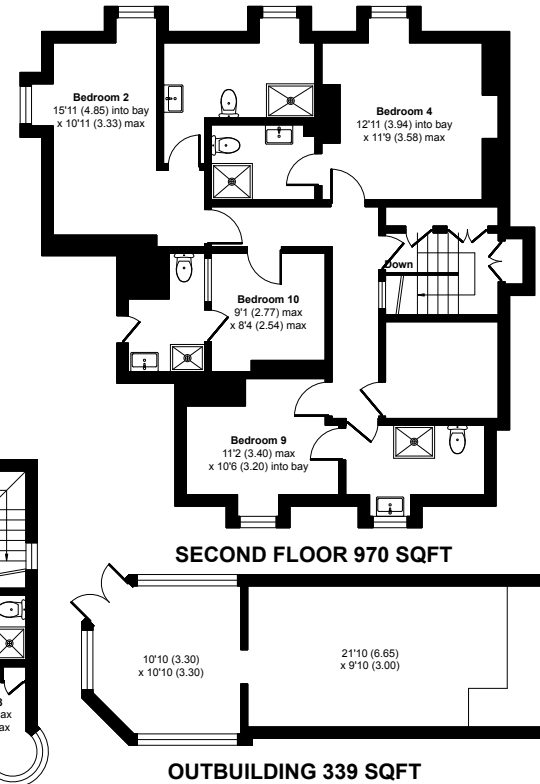 Bedroom 2
15'11 (4.85) into bay
x 10'11 (3.33) max
Bedroom 4
12'11 (3.94) into bay
x 11'9 (3.58) max
Down
Bedroom 10
9'1 (2.77) max
x 8'4 (2.54) max
Bedroom 9
11'2 (3.40) max
x 10'6 (3.20) into bay
SECOND FLOOR 970 SQFT
10'10 (3.30)
x 10'10 (3.30)
21'10 (6.65)
x 9'10 (3.00)
OUTBUILDING 339 SQFT